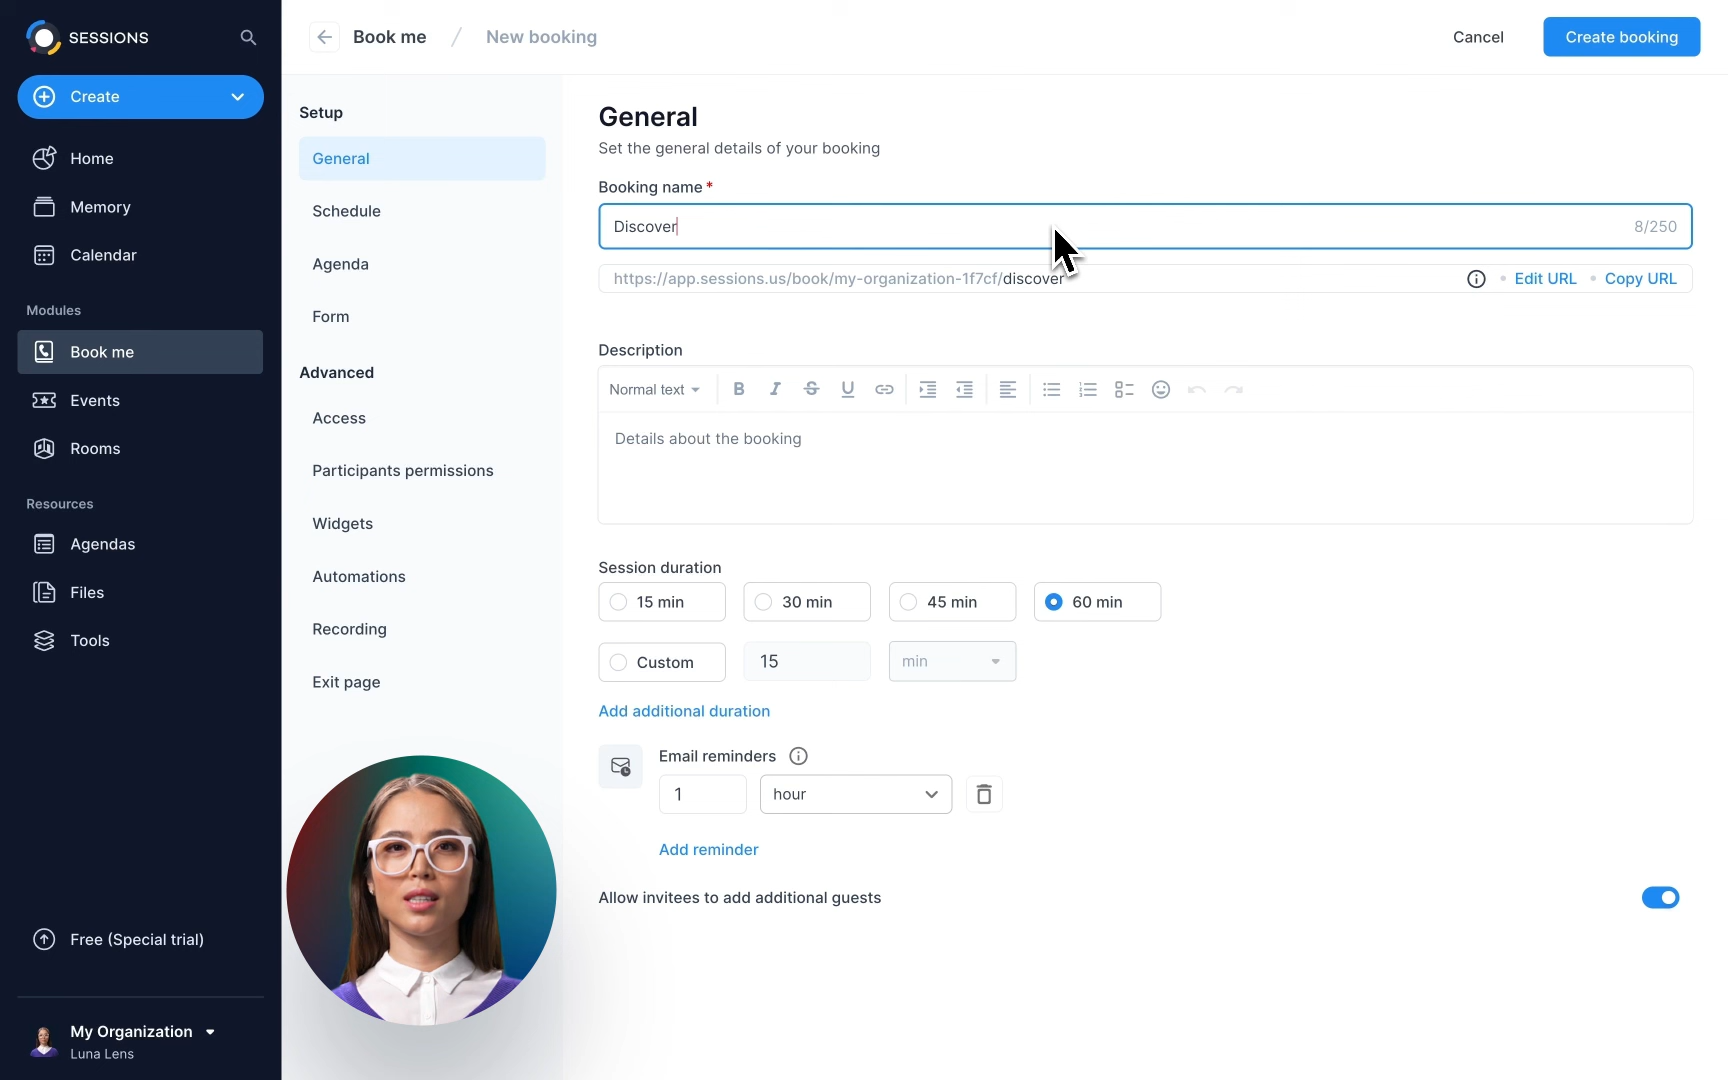 SESSIONS
Create
Home
Memory
Calendar
Modules
Book me
Events
Rooms
Resources
Agendas
Files
Tools
Free (Special trial)
My Organization
Luna Lens
Book me / New booking
Cancel
Create booking
Setup
General
Schedule
Agenda
Form
Advanced
Access
Participants permissions
Widgets
Automations
Recording
Exit page
General
Set the general details of your booking
Booking name *
Discover 8/250
https://app.sessions.us/book/my-organization-1f7cf/discover • Edit URL • Copy URL
Description
Normal text
Details about the booking
Session duration
15 min 30 min 45 min 60 min
Custom 15 min
Add additional duration
Email reminders
1 hour
Add reminder
Allow invitees to add additional guests